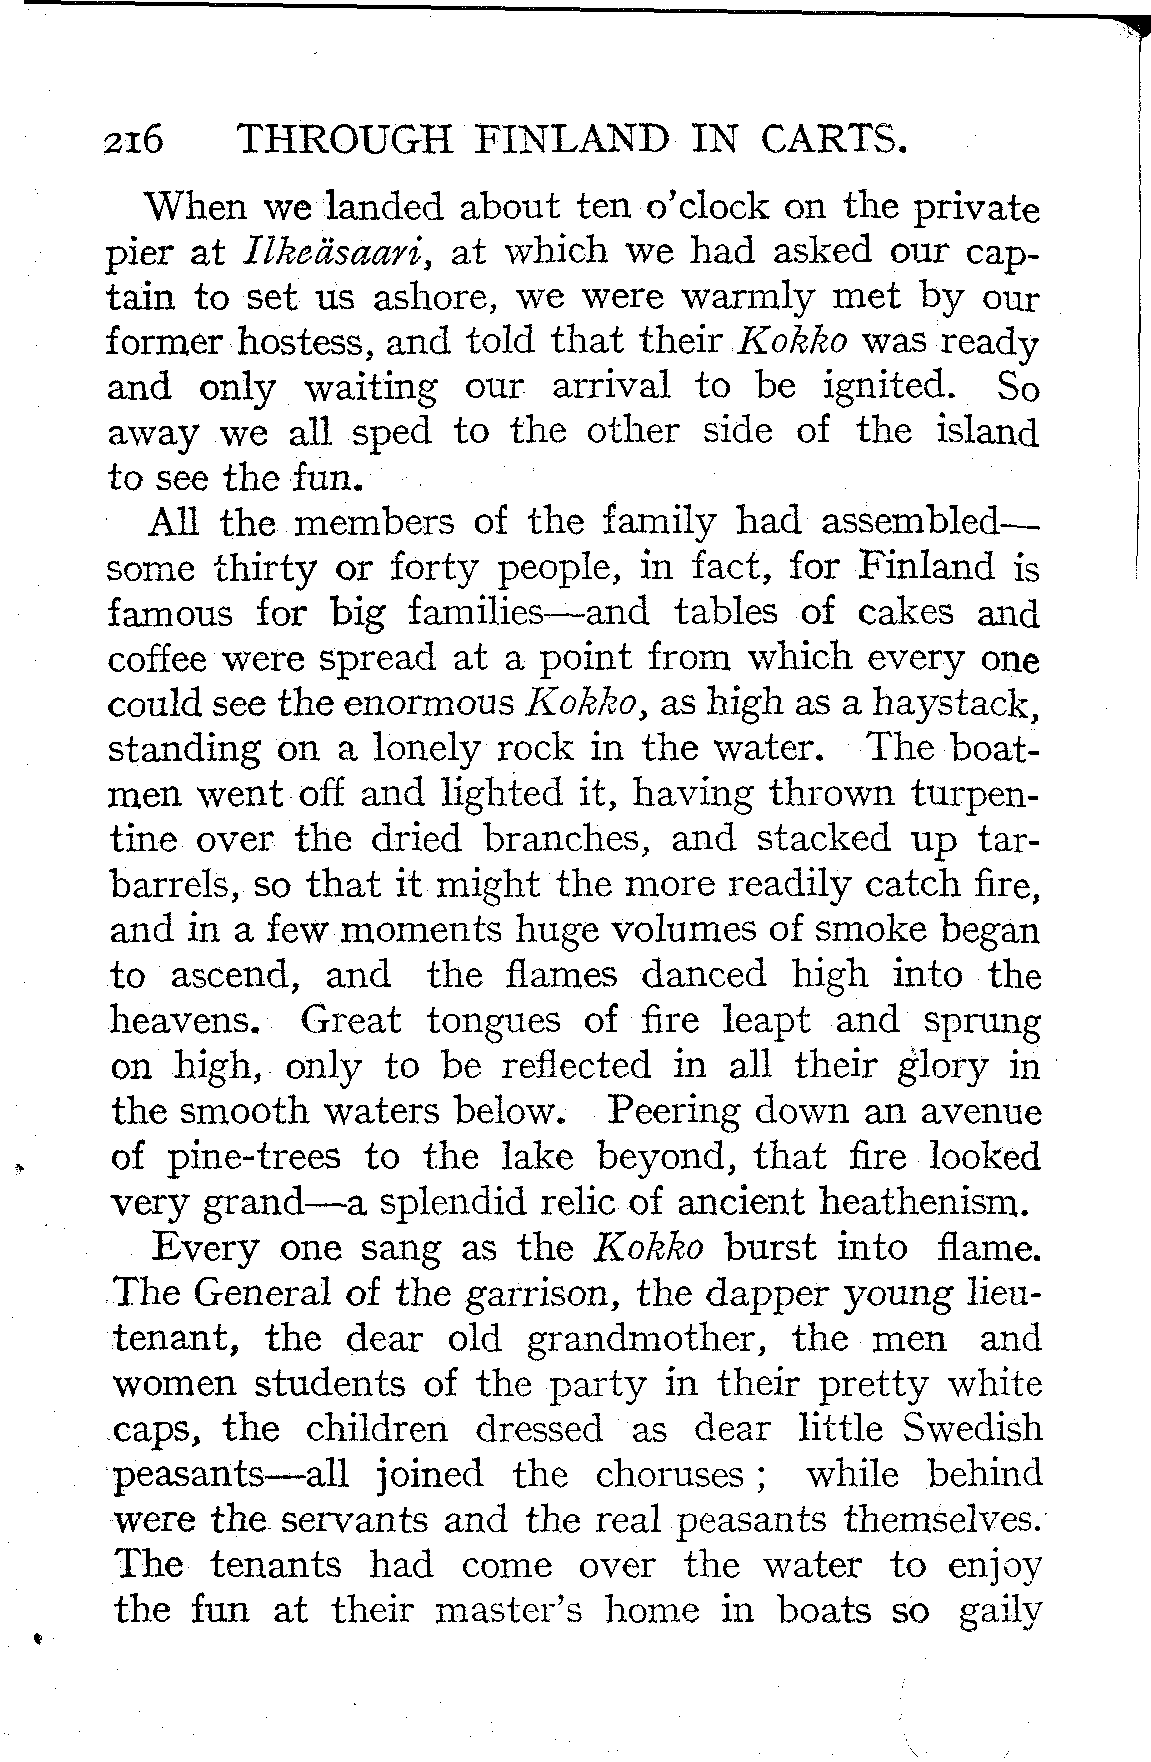 216 THROUGH FINLAND IN CARTS.
When we landed about ten o'clock on the private
pier at Ilkeäsaari, at which we had asked our cap-
tain to set us ashore, we were warmly met by our
former hostess, and told that their Kokko was ready
and only waiting our arrival to be ignited. So
away we all sped to the other side of the island
to see the fun.
All the members of the family had assembled—
some thirty or forty people, in fact, for Finland is
famous for big families—and tables of cakes and
coffee were spread at a point from which every one
could see the enormous Kokko, as high as a haystack,
standing on a lonely rock in the water. The boat-
men went off and lighted it, having thrown turpen-
tine over the dried branches, and stacked up tar-
barrels, so that it might the more readily catch fire,
and in a few moments huge volumes of smoke began
to ascend, and the flames danced high into the
heavens. Great tongues of fire leapt and sprung
on high, only to be reflected in all their glory in
the smooth waters below. Peering down an avenue
of pine-trees to the lake beyond, that fire looked
very grand—a splendid relic of ancient heathenism.
Every one sang as the Kokko burst into flame.
The General of the garrison, the dapper young lieu-
tenant, the dear old grandmother, the men and
women students of the party in their pretty white
caps, the children dressed as dear little Swedish
peasants—all joined the choruses ; while behind
were the servants and the real peasants themselves.
The tenants had come over the water to enjoy
the fun at their master's home in boats so gaily